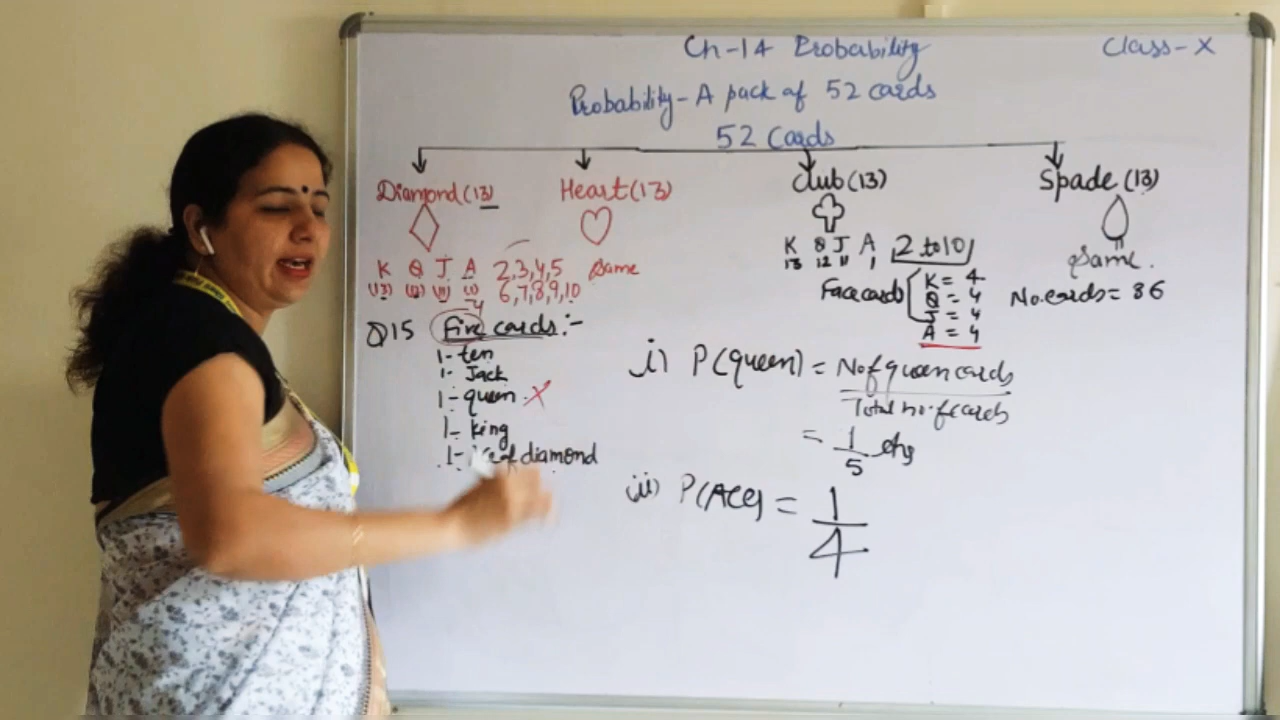 Ch-14 Probability
Class-X
Probability-A pack of 52 cards
52 Cards
Diamond(13) Heart(13) Club(13) Spade(13)
K Q J A 2,3,4,5 Same
(13) (12) (11) (1) 6,7,8,9,10
K Q J A 2 to 10
13 12 11 1
Same.
Face cards K = 4
Q = 4
J = 4
A = 4
No.cards = 36
Q15 Five cards:-
1- ten
1- Jack
1- queen X
1- king
1- of diamond
i) P(queen) = No.f queen cards
Total no.f cards
= 1
5
ii) P(Ace) = 1
4